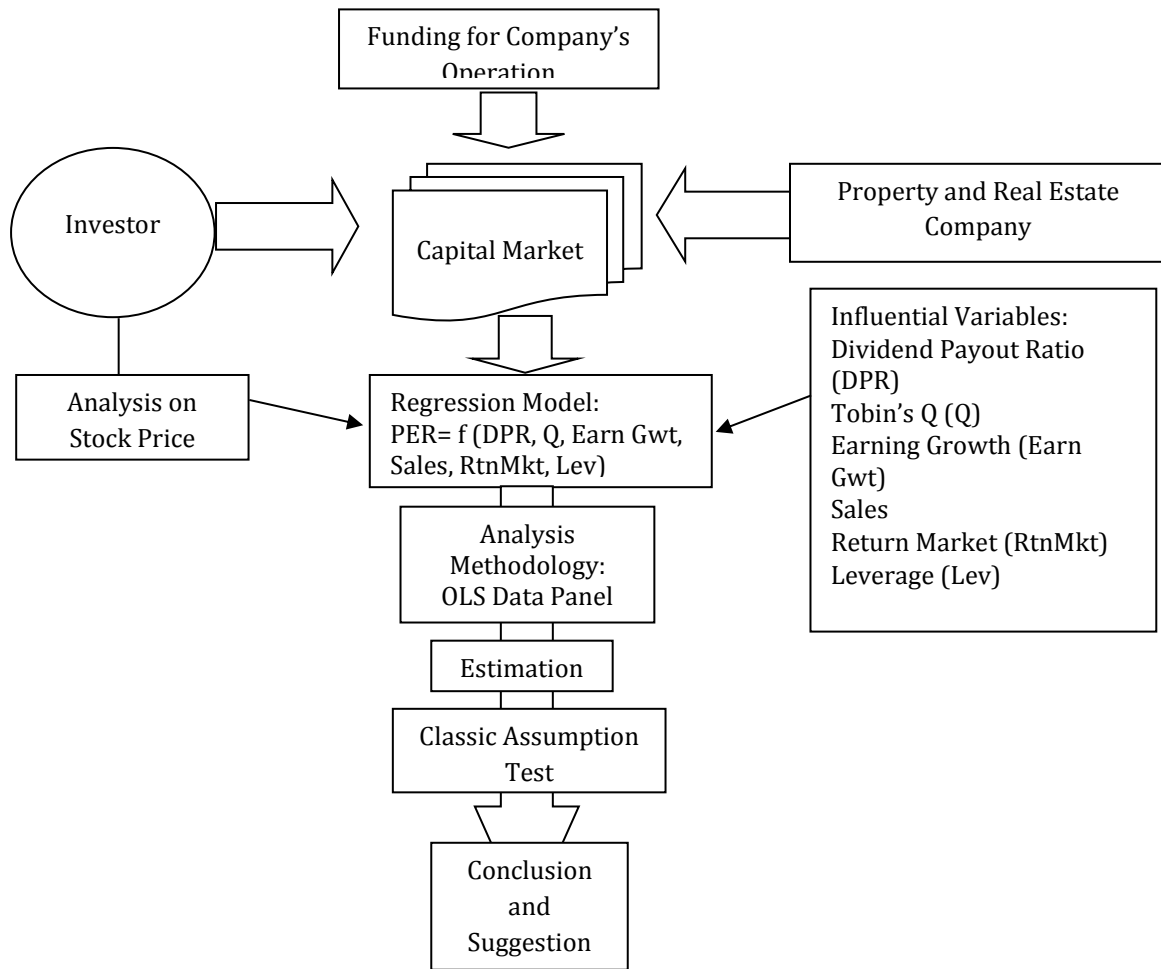 Funding for Company’s
Operation
Investor
Capital Market
Property and Real Estate
Company
Analysis on
Stock Price
Regression Model:
PER= f (DPR, Q, Earn Gwt,
Sales, RtnMkt, Lev)
Influential Variables:
Dividend Payout Ratio
(DPR)
Tobin’s Q (Q)
Earning Growth (Earn
Gwt)
Sales
Return Market (RtnMkt)
Leverage (Lev)
Analysis
Methodology:
OLS Data Panel
Estimation
Classic Assumption
Test
Conclusion
and
Suggestion